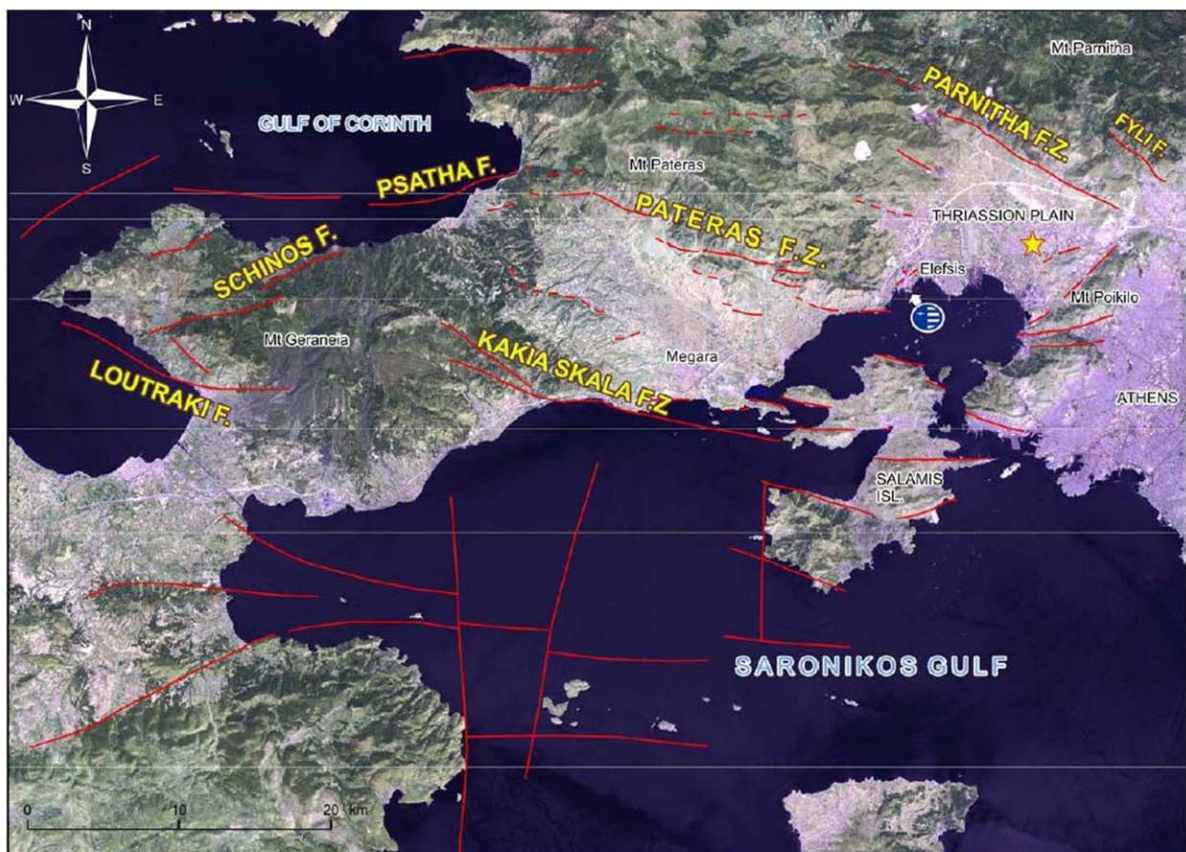 N
W
E
S
Mt Parnitha
PARNITHA F.Z.
FYLI F.
GULF OF CORINTH
PSATHA F.
Mt Pateras
PATERAS F.Z.
THRIASSION PLAIN
SCHINOS F.
Elefsis
Mt Poikilo
Mt Geraneia
KAKIA SKALA F.Z
Megara
LOUTRAKI F.
ATHENS
SALAMIS
ISL.
SARONIKOS GULF
0 10 20 km